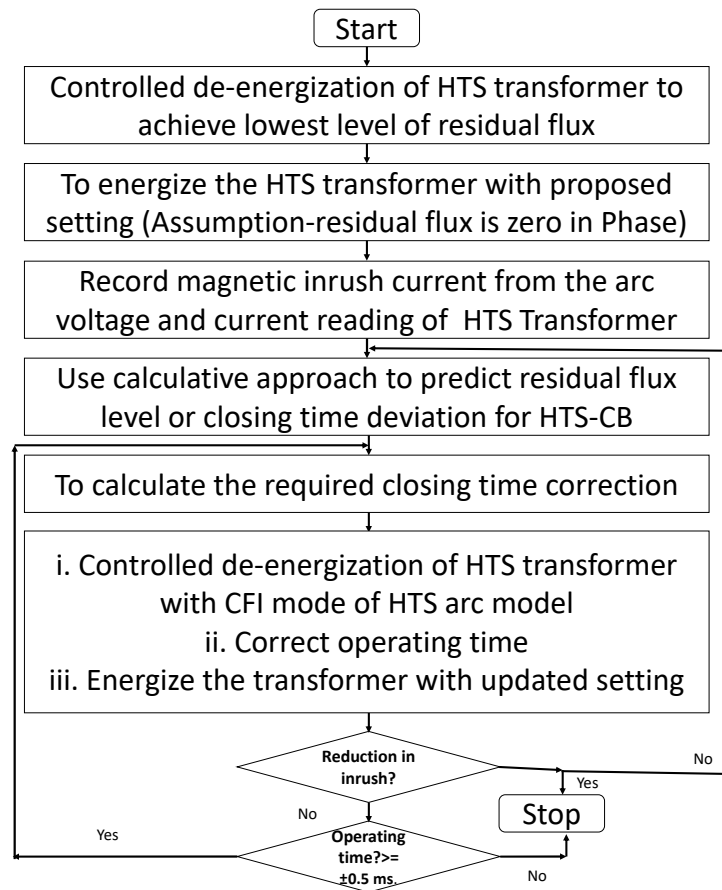 Start
Controlled de-energization of HTS transformer to
achieve lowest level of residual flux
To energize the HTS transformer with proposed
setting (Assumption-residual flux is zero in Phase)
Record magnetic inrush current from the arc
voltage and current reading of HTS Transformer
Use calculative approach to predict residual flux
level or closing time deviation for HTS-CB
To calculate the required closing time correction
i. Controlled de-energization of HTS transformer
with CFI mode of HTS arc model
ii. Correct operating time
iii. Energize the transformer with updated setting
Reduction in
inrush?
No
Yes
Stop
No
Yes
Operating
time?>=
±0.5 ms.
No